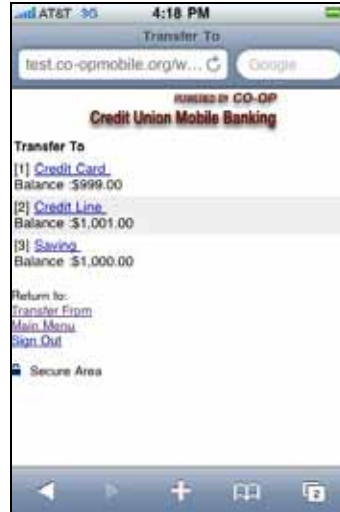 AT&T 3G 4:18 PM
Transfer To
test.co-opmobile.org/w... Google
POWERED BY CO-OP
Credit Union Mobile Banking
Transfer To
[1] Credit Card
Balance :$999.00
[2] Credit Line
Balance :$1,001.00
[3] Saving
Balance :$1,000.00
Return to:
Transfer From
Main Menu
Sign Out
Secure Area
2